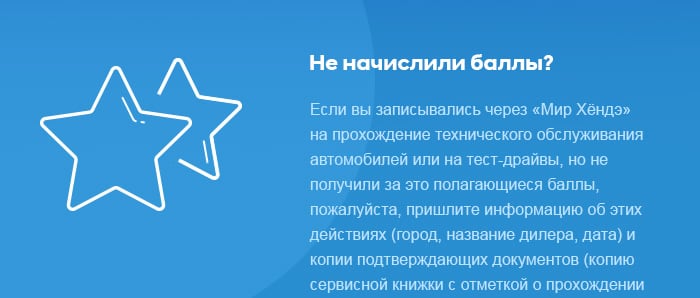 Не начислили баллы?
Если вы записывались через «Мир Хёндэ»
на прохождение технического обслуживания
автомобилей или на тест-драйвы, но не
получили за это полагающиеся баллы,
пожалуйста, пришлите информацию об этих
действиях (город, название дилера, дата) и
копии подтверждающих документов (копию
сервисной книжки с отметкой о прохождении